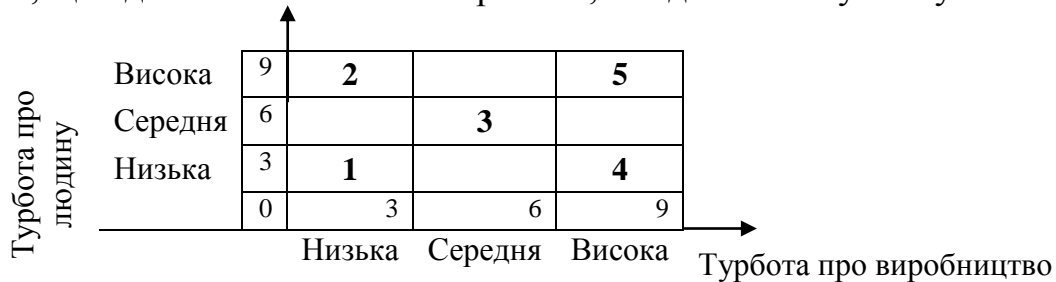 Турбота про
людину
Висока 9 2 5
Середня 6 3
Низька 3 1 4
0 3 6 9
Низька Середня Висока
Турбота про виробництво